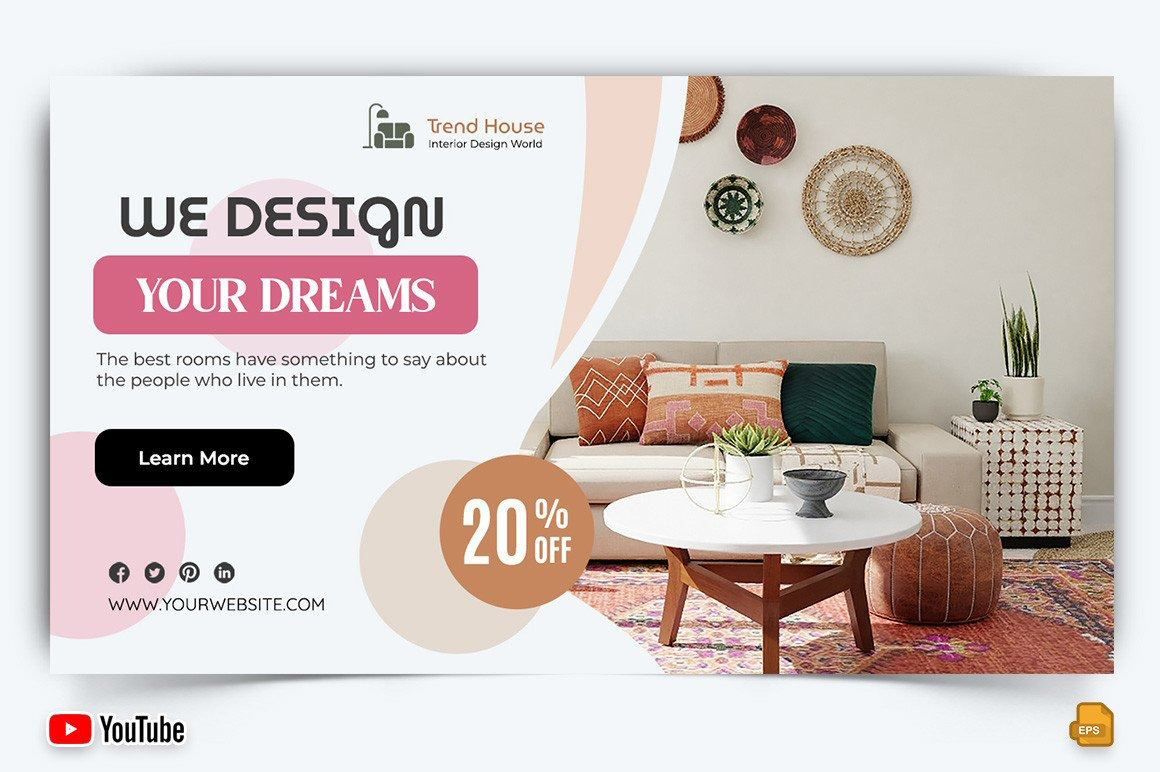 Trend House
Interior Design World
WE DESIGN
YOUR DREAMS
The best rooms have something to say about
the people who live in them.
Learn More
20% OFF
WWW.YOURWEBSITE.COM
YouTube
EPS